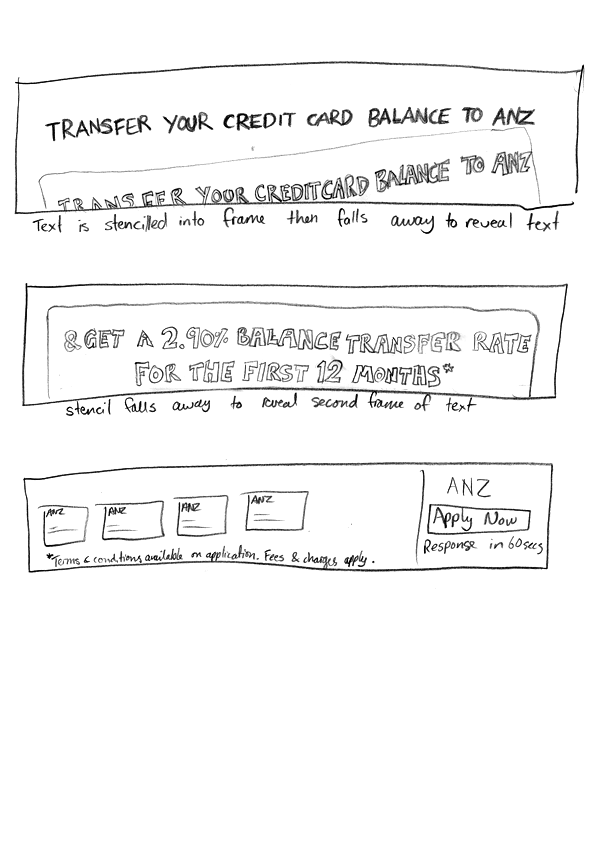 TRANSFER YOUR CREDIT CARD BALANCE TO ANZ
TRANSFER YOUR CREDIT CARD BALANCE TO ANZ
Text is stencilled into frame then falls away to reveal text
& GET A 2.90% BALANCE TRANSFER RATE
FOR THE FIRST 12 MONTHS*
stencil falls away to reveal second frame of text
ANZ ANZ ANZ ANZ
*Terms & conditions available on application. Fees & charges apply.
ANZ
Apply Now
Response in 60secs